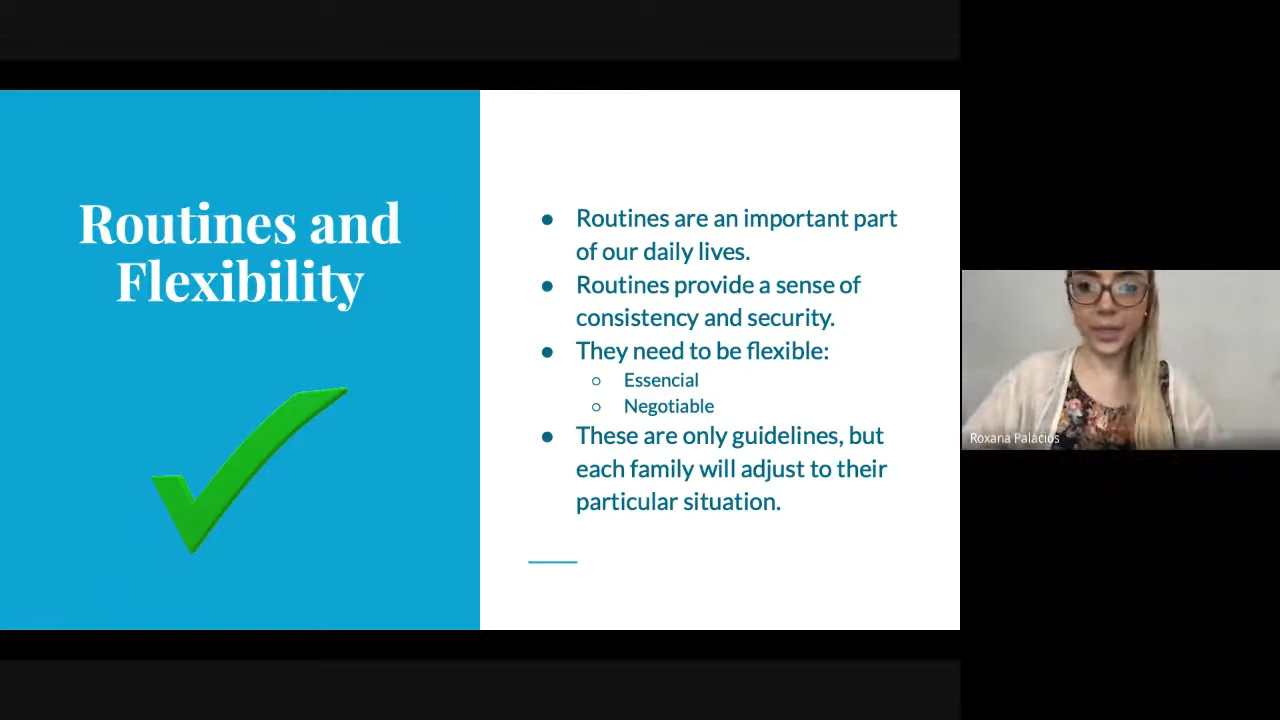 Routines and
Flexibility
● Routines are an important part
of our daily lives.
● Routines provide a sense of
consistency and security.
● They need to be flexible:
○ Essencial
○ Negotiable
● These are only guidelines, but
each family will adjust to their
particular situation.
Roxana Palacios